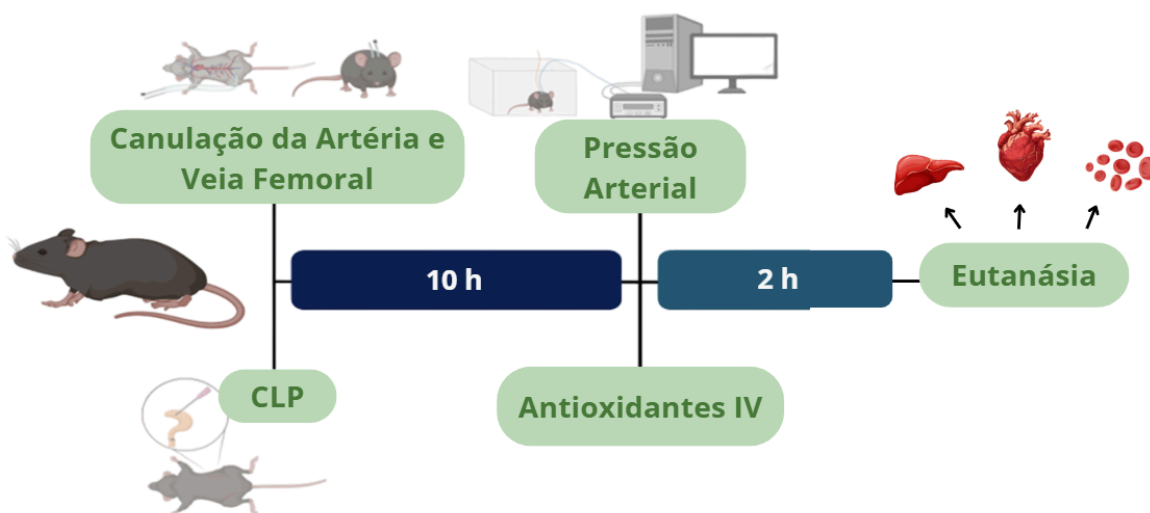 Canulação da Artéria e
Veia Femoral
Pressão
Arterial
10 h
2 h
Eutanásia
CLP
Antioxidantes IV